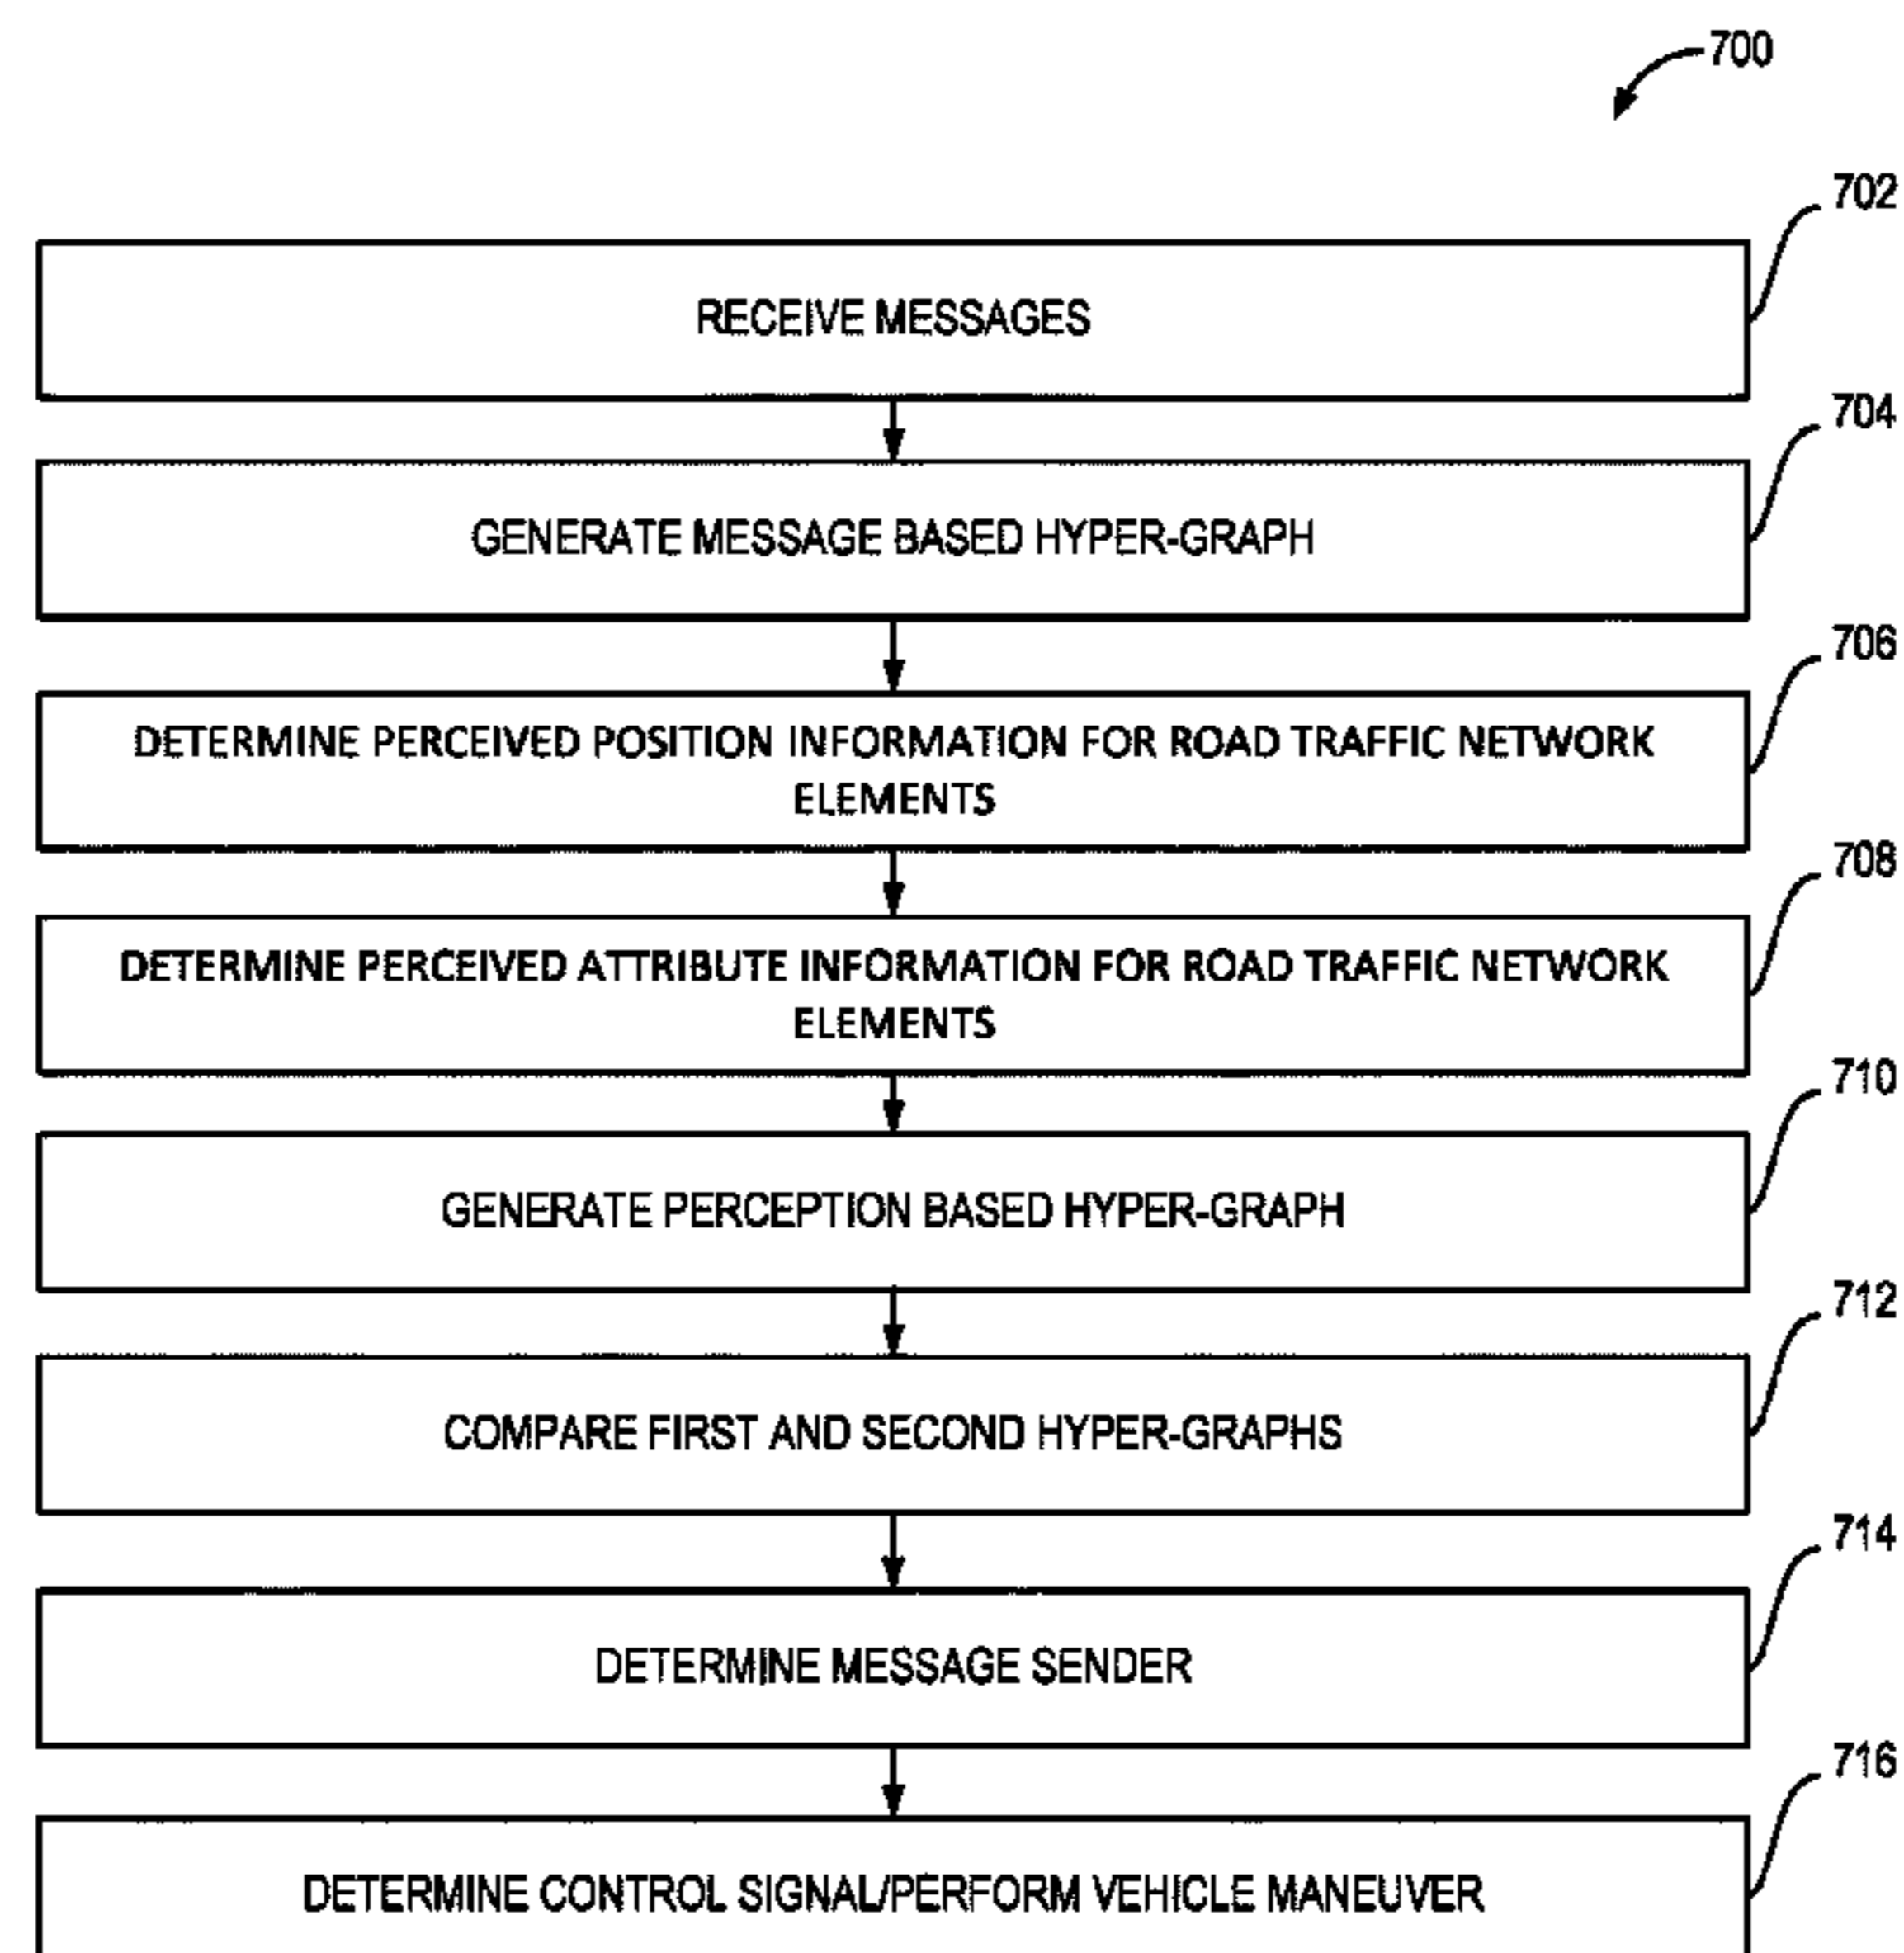 700
702
RECEIVE MESSAGES
704
GENERATE MESSAGE BASED HYPER-GRAPH
706
DETERMINE PERCEIVED POSITION INFORMATION FOR ROAD TRAFFIC NETWORK
ELEMENTS
708
DETERMINE PERCEIVED ATTRIBUTE INFORMATION FOR ROAD TRAFFIC NETWORK
ELEMENTS
710
GENERATE PERCEPTION BASED HYPER-GRAPH
712
COMPARE FIRST AND SECOND HYPER-GRAPHS
714
DETERMINE MESSAGE SENDER
716
DETERMINE CONTROL SIGNAL/PERFORM VEHICLE MANEUVER